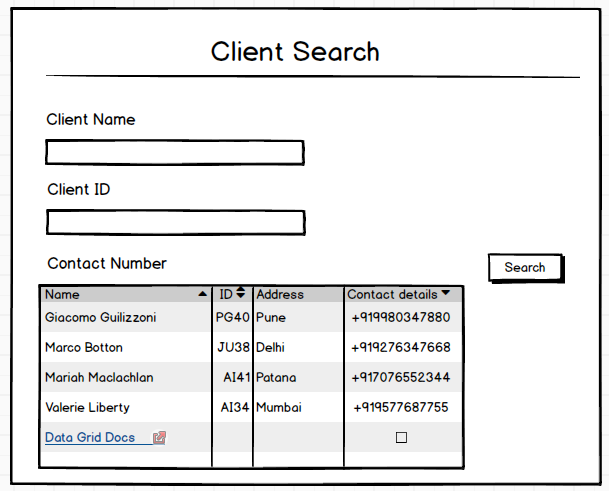 Client Search
Client Name
Client ID
Contact Number
Search
Name ID Address Contact details
Giacomo Guilizzoni PG40 Pune +919980347880
Marco Botton JU38 Delhi +919276347668
Mariah Maclachlan AI41 Patana +917076552344
Valerie Liberty AI34 Mumbai +919577687755
Data Grid Docs